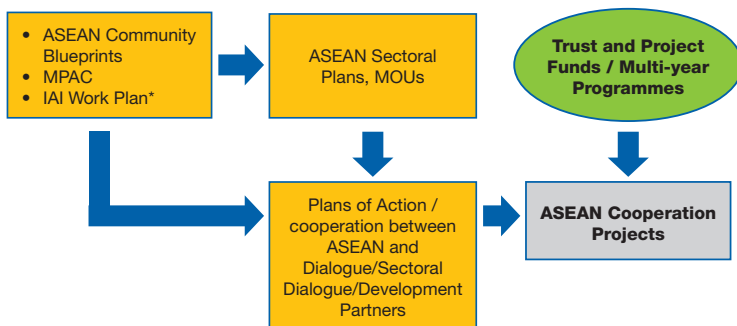 • ASEAN Community
Blueprints
• MPAC
• IAI Work Plan*
ASEAN Sectoral
Plans, MOUs
Trust and Project
Funds / Multi-year
Programmes
Plans of Action /
cooperation between
ASEAN and
Dialogue/Sectoral
Dialogue/Development
Partners
ASEAN Cooperation
Projects